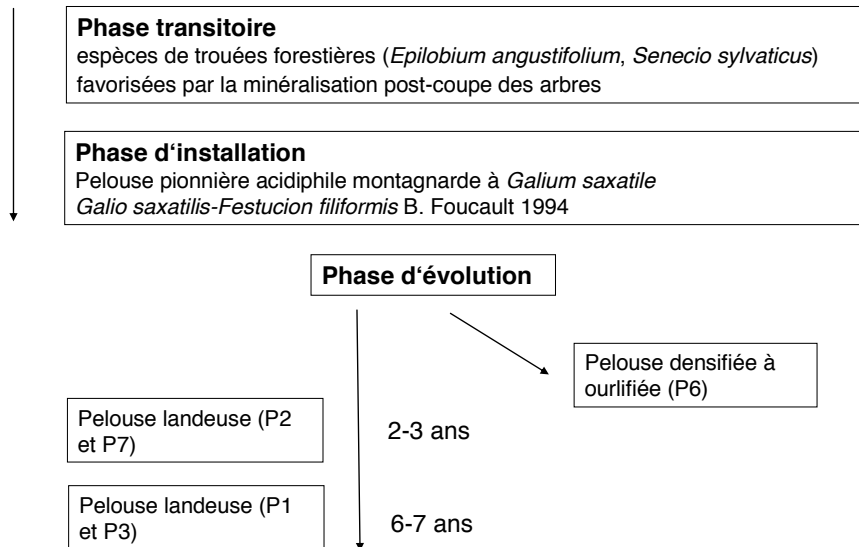 Phase transitoire
espèces de trouées forestières (Epilobium angustifolium, Senecio sylvaticus)
favorisées par la minéralisation post-coupe des arbres
Phase d‘installation
Pelouse pionnière acidiphile montagnarde à Galium saxatile
Galio saxatilis-Festucion filiformis B. Foucault 1994
Phase d‘évolution
Pelouse densifiée à
ourlifiée (P6)
Pelouse landeuse (P2
et P7)
2-3 ans
Pelouse landeuse (P1
et P3)
6-7 ans